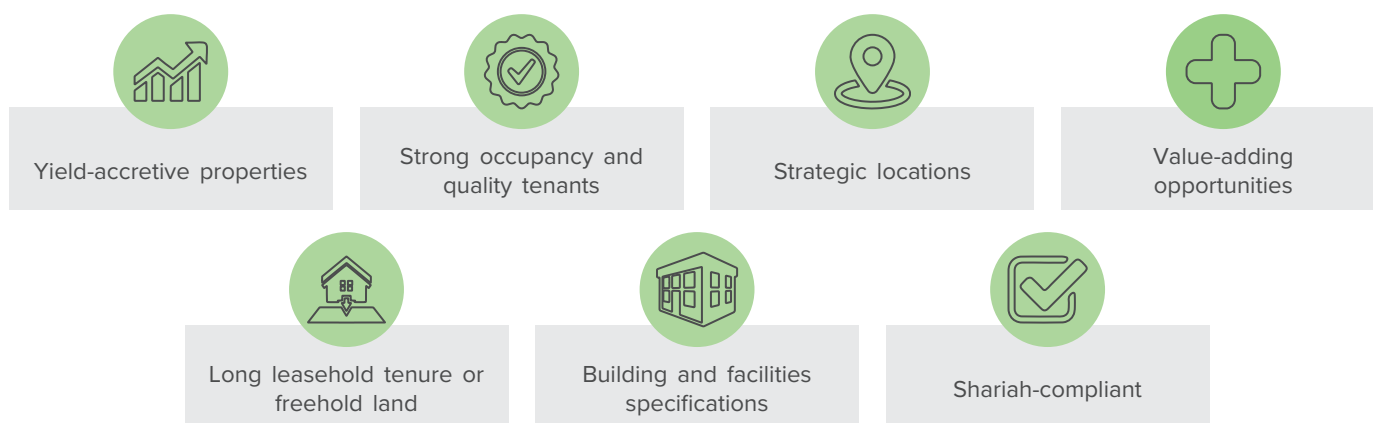 Yield-accretive properties
Strong occupancy and
quality tenants
Strategic locations
Value-adding
opportunities
Long leasehold tenure or
freehold land
Building and facilities
specifications
Shariah-compliant